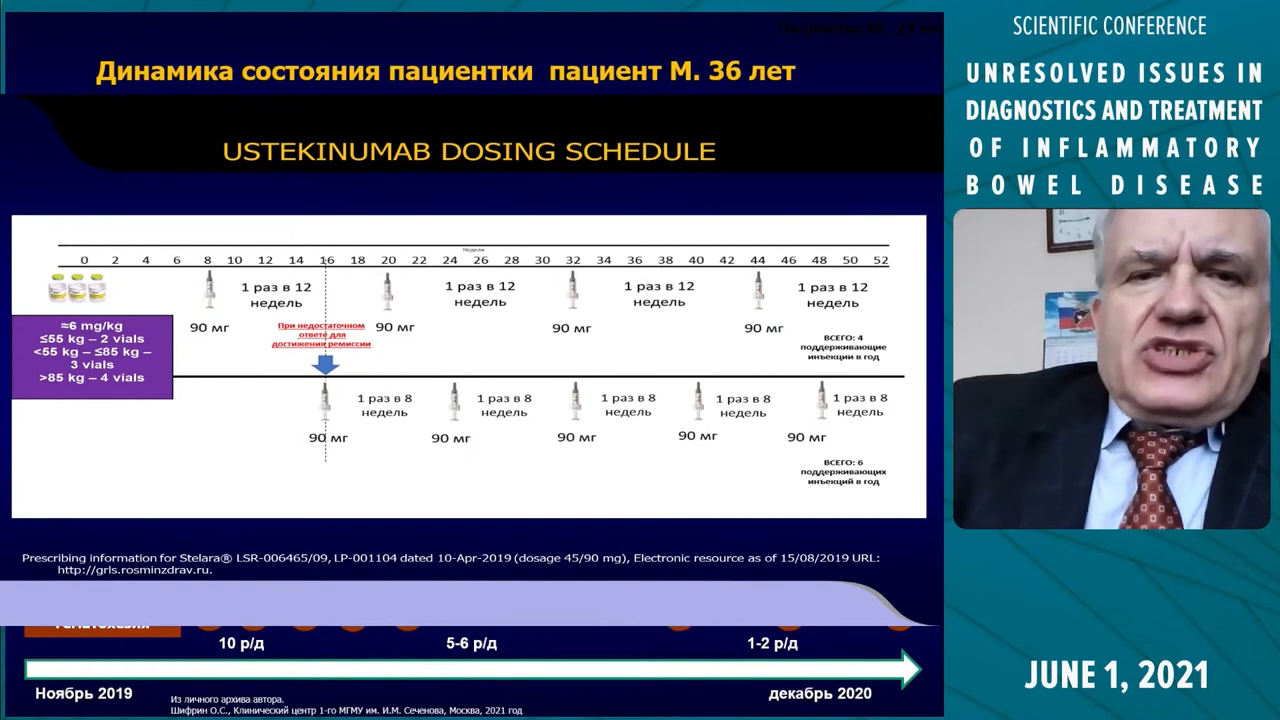 Динамика состояния пациентки пациент М. 36 лет
USTEKINUMAB DOSING SCHEDULE
Недели
0 2 4 6 8 10 12 14 16 18 20 22 24 26 28 30 32 34 36 38 40 42 44 46 48 50 52
1 раз в 12 недель
1 раз в 12 недель
1 раз в 12 недель
1 раз в 12 недель
90 мг
90 мг
90 мг
90 мг
При недостаточном
ответе для
достижения ремиссии
ВСЕГО: 4
поддерживающие
инъекции в год
≈6 mg/kg
≤55 kg – 2 vials
<55 kg – ≤85 kg –
3 vials
>85 kg – 4 vials
1 раз в 8 недель
1 раз в 8 недель
1 раз в 8 недель
1 раз в 8 недель
1 раз в 8 недель
90 мг
90 мг
90 мг
90 мг
90 мг
ВСЕГО: 6
поддерживающих
инъекций в год
Prescribing information for Stelara® LSR-006465/09, LP-001104 dated 10-Apr-2019 (dosage 45/90 mg), Electronic resource as of 15/08/2019 URL:
http://grls.rosminzdrav.ru.
10 р/д
5-6 р/д
1-2 р/д
Ноябрь 2019
декабрь 2020
Из личного архива автора.
Шифрин О.С., Клинический центр 1-го МГМУ им. И.М. Сеченова, Москва, 2021 год
SCIENTIFIC CONFERENCE
UNRESOLVED ISSUES IN
DIAGNOSTICS AND TREATMENT
OF INFLAMMATORY
BOWEL DISEASE
JUNE 1, 2021